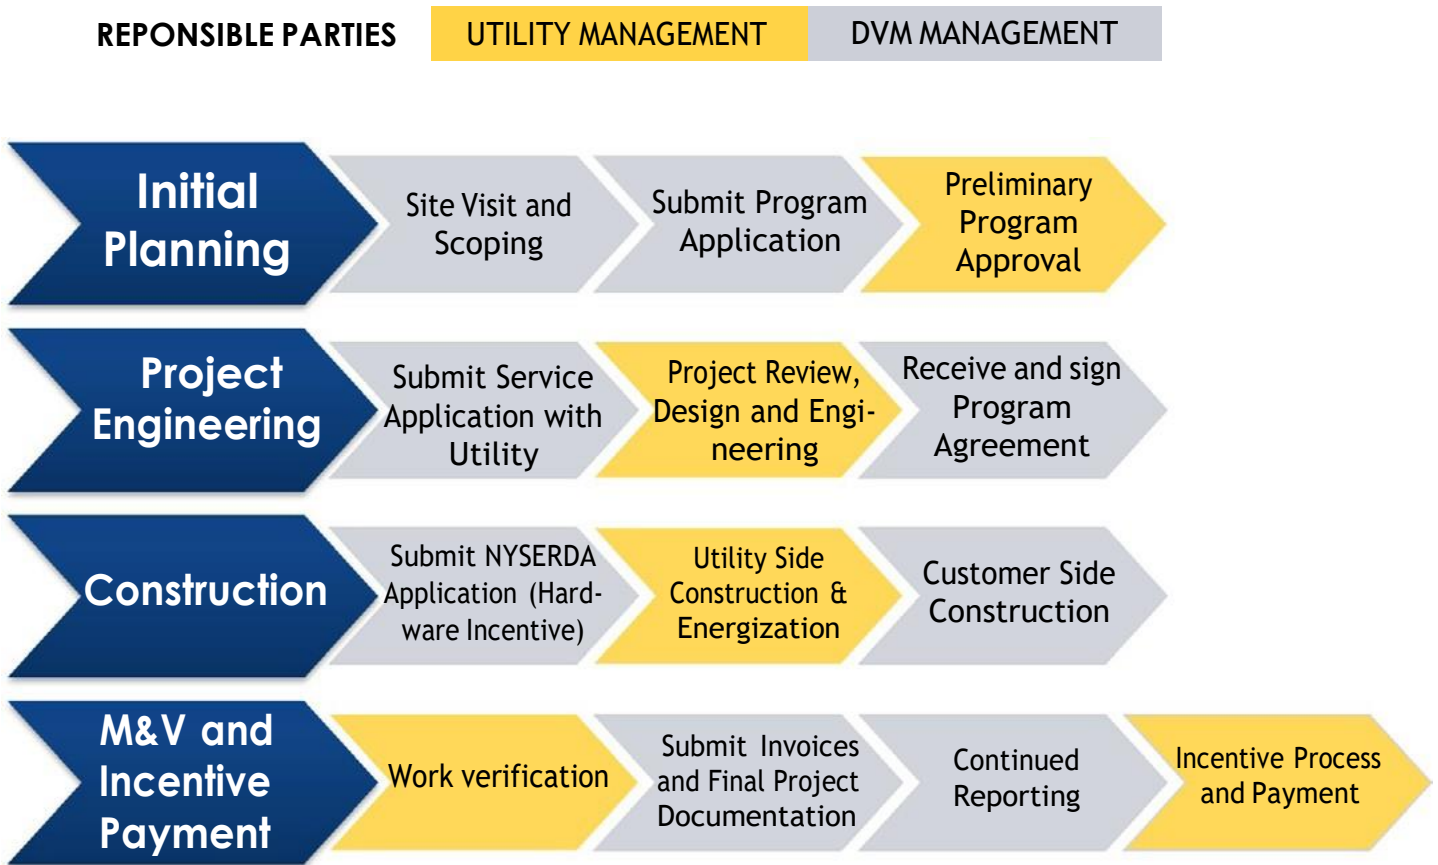 REPONSIBLE PARTIES
UTILITY MANAGEMENT
DVM MANAGEMENT
Initial
Planning
Site Visit and
Scoping
Submit Program
Application
Preliminary
Program
Approval
Project
Engineering
Submit Service
Application with
Utility
Project Review,
Design and Engi-
neering
Receive and sign
Program
Agreement
Construction
Submit NYSERDA
Application (Hard-
ware Incentive)
Utility Side
Construction &
Energization
Customer Side
Construction
M&V and
Incentive
Payment
Work verification
Submit Invoices
and Final Project
Documentation
Continued
Reporting
Incentive Process
and Payment